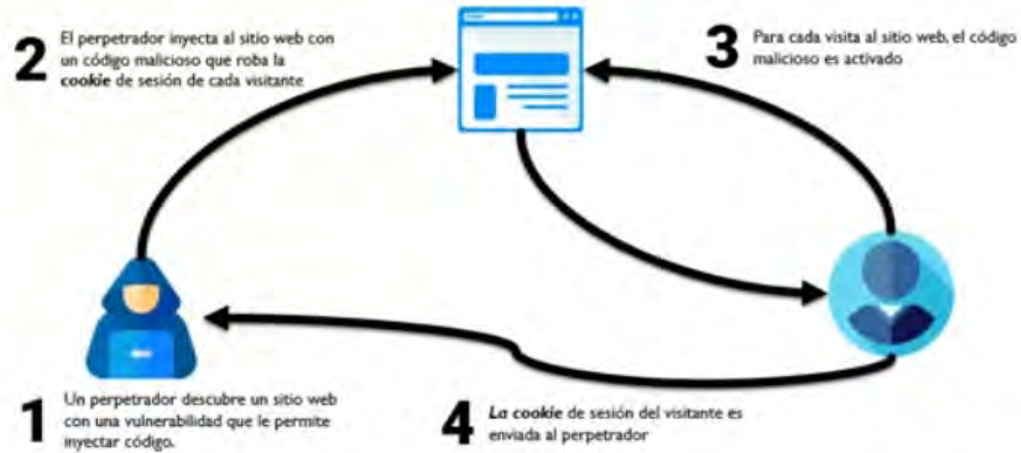 2
El perpetrador inyecta al sitio web con
un código malicioso que roba la
cookie de sesión de cada visitante
3
Para cada visita al sitio web, el código
malicioso es activado
1
Un perpetrador descubre un sitio web
con una vulnerabilidad que le permite
inyectar código.
4
La cookie de sesión del visitante es
enviada al perpetrador